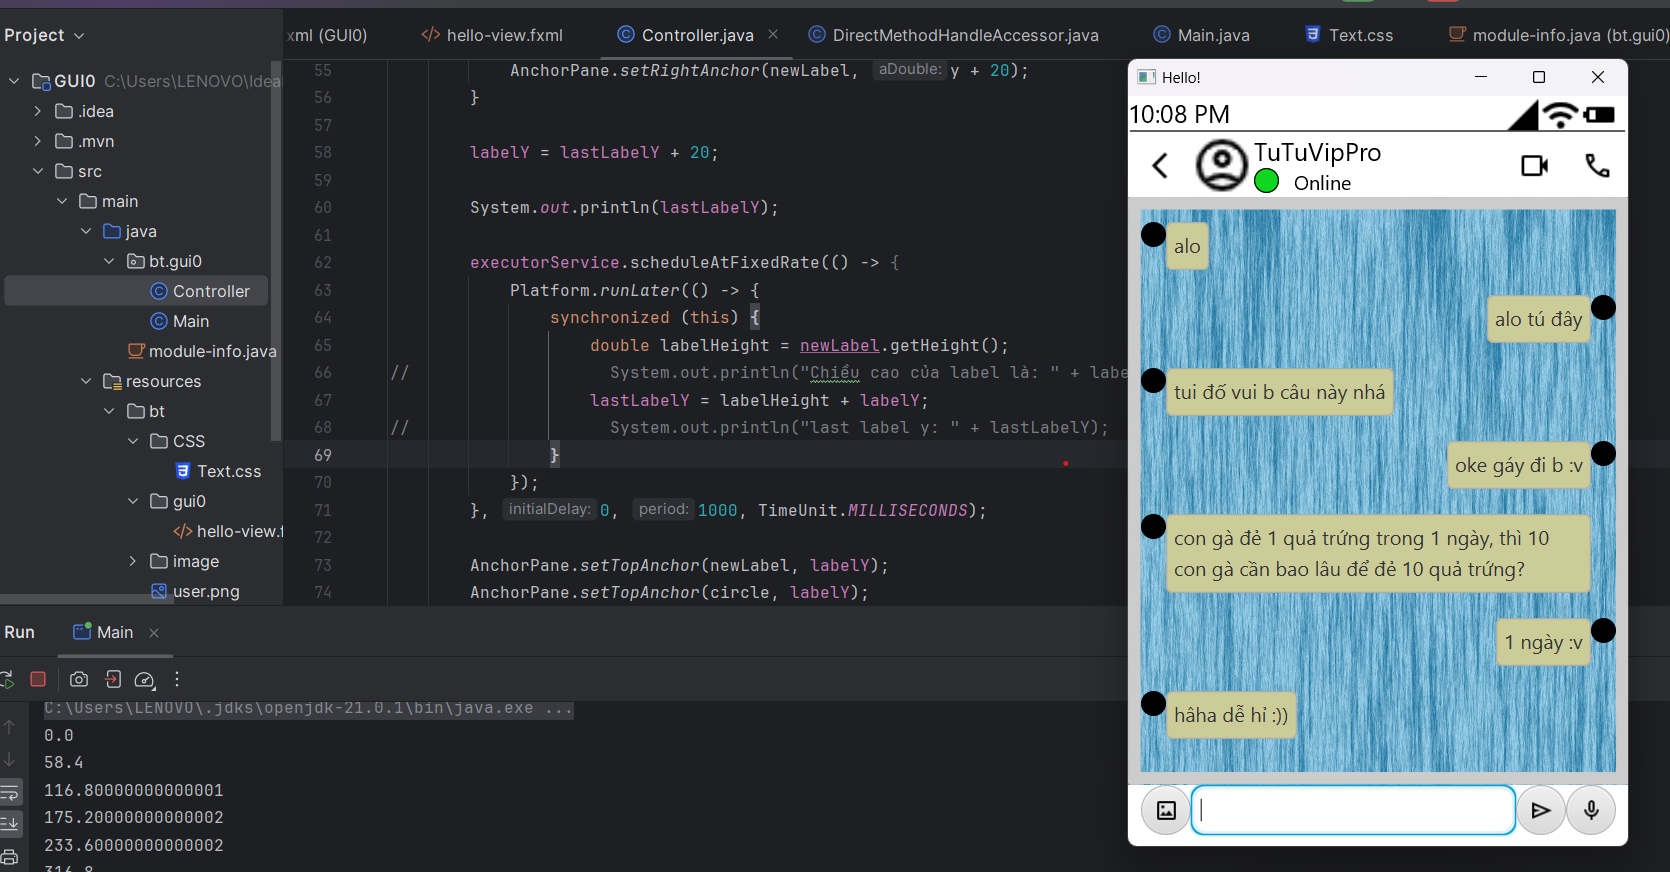 Project
xml (GUI0)
hello-view.fxml
Controller.java
DirectMethodHandleAccessor.java
Main.java
Text.css
module-info.java (bt.gui0)
GUI0 C:\Users\LENOVO\Idea
.idea
.mvn
src
main
java
bt.gui0
Controller
Main
module-info.java
resources
bt
CSS
Text.css
gui0
hello-view.f
image
user.png
55 AnchorPane.setRightAnchor(newLabel, aDouble: y + 20);
56 }
57
58 labelY = lastLabelY + 20;
59
60 System.out.println(lastLabelY);
61
62 executorService.scheduleAtFixedRate(() -> {
63 Platform.runLater(() -> {
64 synchronized (this) {
65 double labelHeight = newLabel.getHeight();
66 // System.out.println("Chiều cao của label là: " + labe
67 lastLabelY = labelHeight + labelY;
68 // System.out.println("last label y: " + lastLabelY);
69 }
70 });
71 }, initialDelay: 0, period: 1000, TimeUnit.MILLISECONDS);
72
73 AnchorPane.setTopAnchor(newLabel, labelY);
74 AnchorPane.setTopAnchor(circle, labelY);
Run
Main
C:\Users\LENOVO\.jdks\openjdk-21.0.1\bin\java.exe ...
0.0
58.4
116.80000000000001
175.20000000000002
233.60000000000002
316.8
Hello!
10:08 PM
TuTuVipPro
Online
alo
alo tú đây
tui đố vui b câu này nhá
oke gáy đi b :v
con gà đẻ 1 quả trứng trong 1 ngày, thì 10
con gà cần bao lâu để đẻ 10 quả trứng?
1 ngày :v
hâha dễ hỉ :))